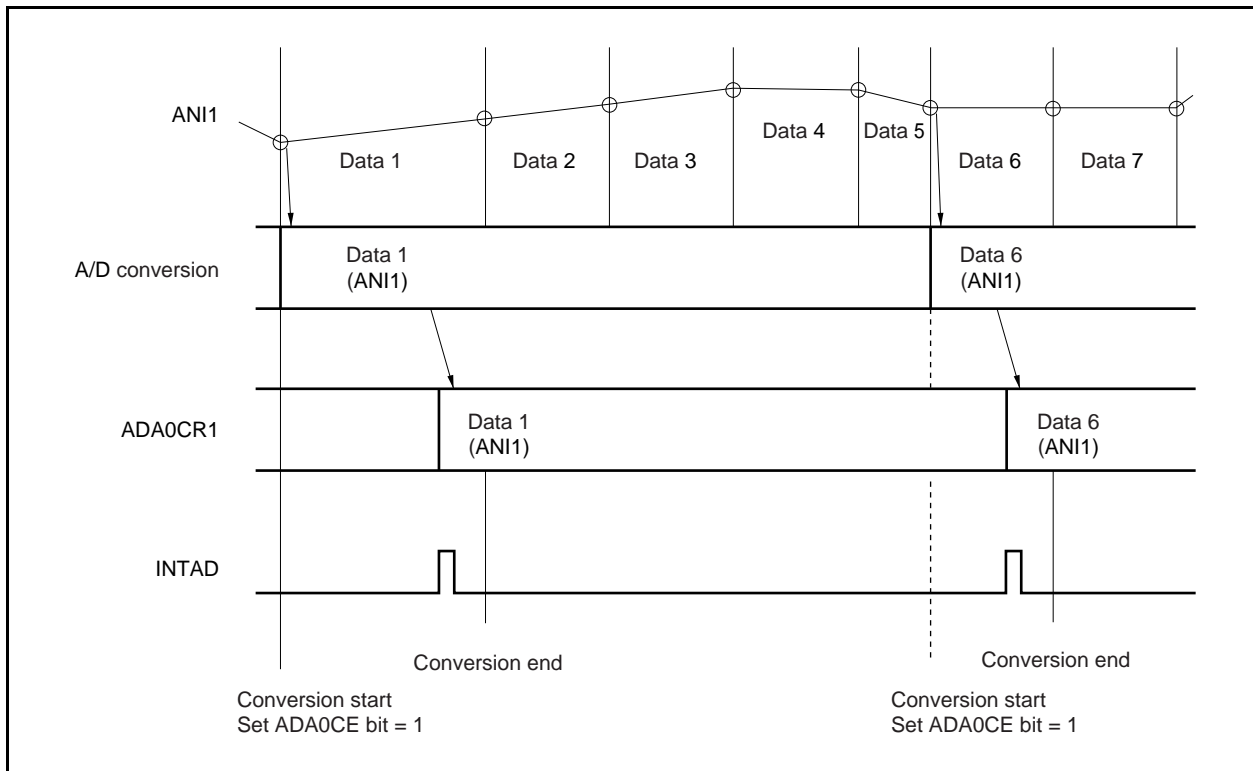 ANI1
Data 1
Data 2
Data 3
Data 4
Data 5
Data 6
Data 7
A/D conversion
Data 1
(ANI1)
Data 6
(ANI1)
ADA0CR1
Data 1
(ANI1)
Data 6
(ANI1)
INTAD
Conversion end
Conversion end
Conversion start
Set ADA0CE bit = 1
Conversion start
Set ADA0CE bit = 1